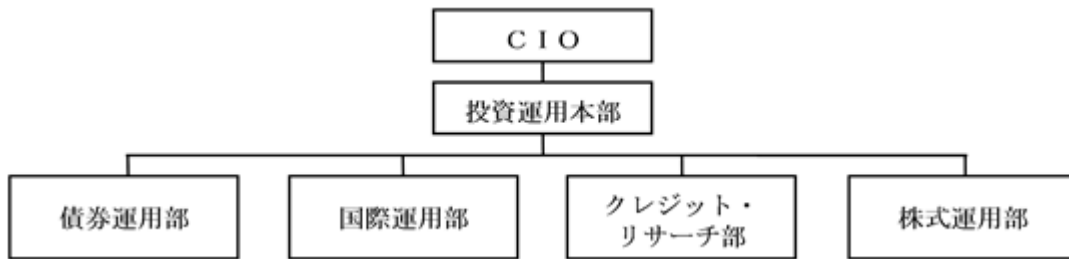 ＣＩＯ
投資運用本部
債券運用部
国際運用部
クレジット・
リサーチ部
株式運用部